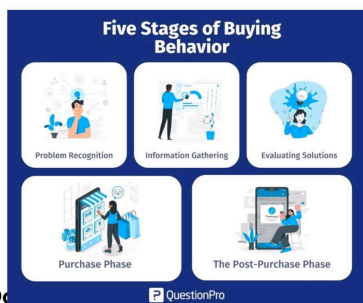 Five Stages of Buying
Behavior
Problem Recognition
Information Gathering
Evaluating Solutions
Purchase Phase
The Post-Purchase Phase
QuestionPro